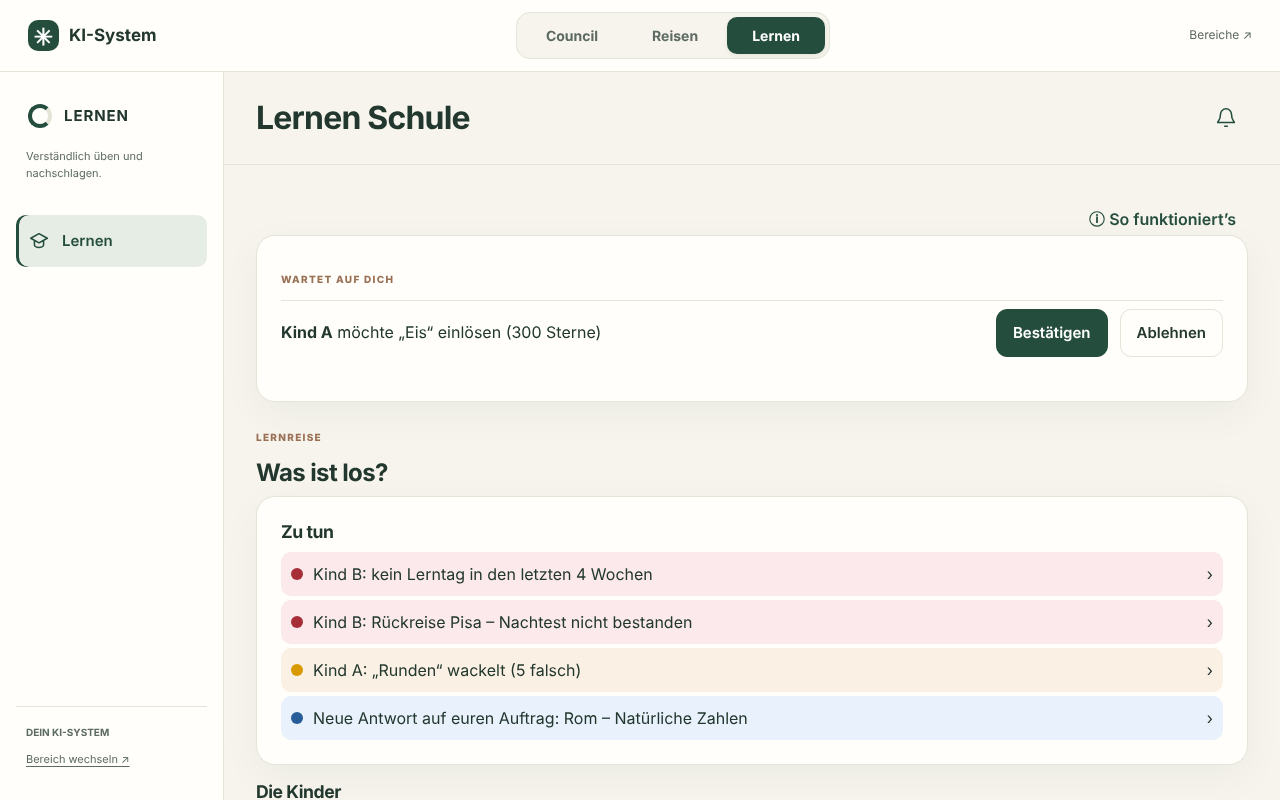 KI-System
Council
Reisen
Lernen
Bereiche ↗
LERNEN
Verständlich üben und
nachschlagen.
Lernen
DEIN KI-SYSTEM
Bereich wechseln ↗
Lernen Schule
ⓘ So funktioniert’s
WARTET AUF DICH
Kind A möchte „Eis“ einlösen (300 Sterne)
Bestätigen
Ablehnen
LERNREISE
Was ist los?
Zu tun
Kind B: kein Lerntag in den letzten 4 Wochen ›
Kind B: Rückreise Pisa – Nachtest nicht bestanden ›
Kind A: „Runden“ wackelt (5 falsch) ›
Neue Antwort auf euren Auftrag: Rom – Natürliche Zahlen ›
Die Kinder